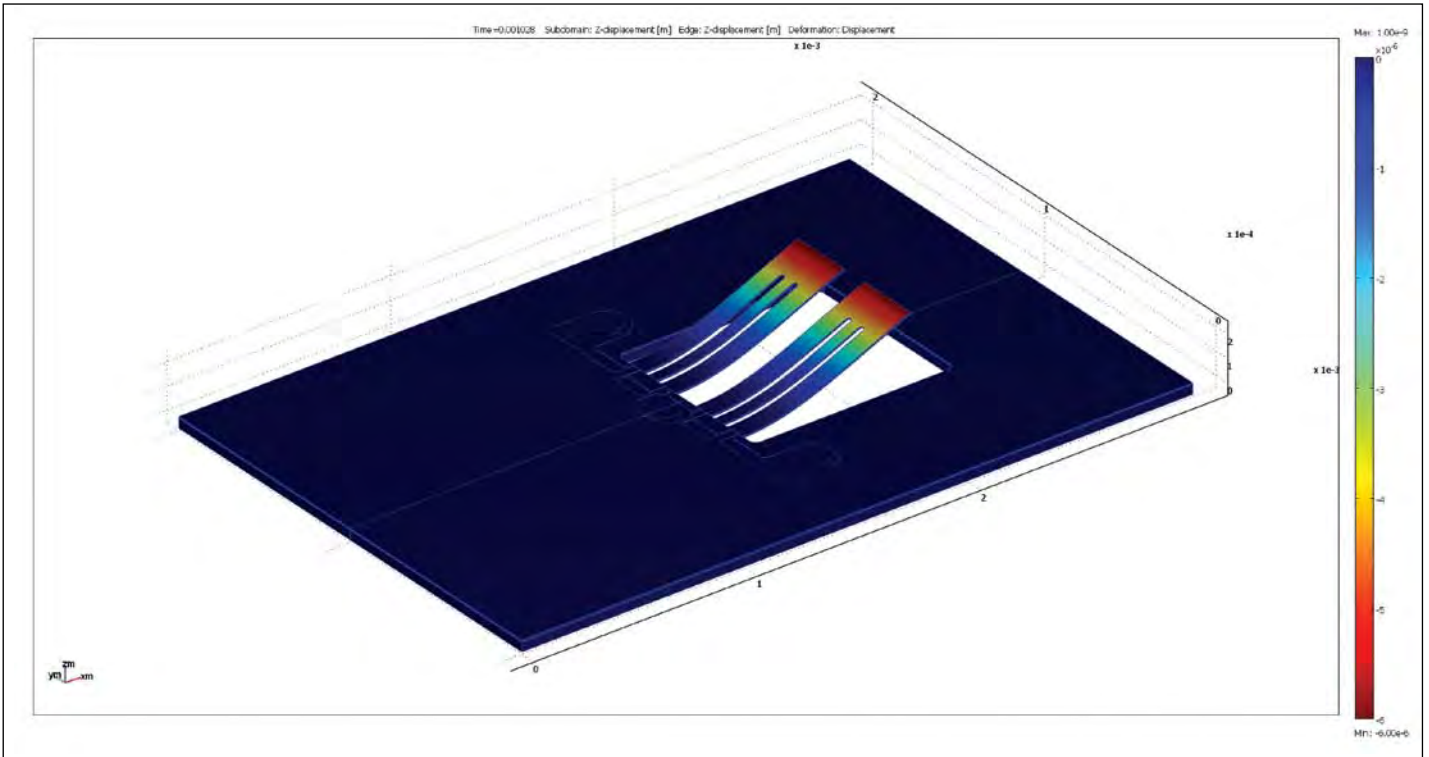 Time=0.001028 Subdomain: Z-displacement [m] Edge: Z-displacement [m] Deformation: Displacement
x 1e-3
Max: 1.00e-9
x10^-6
0
2
-1
1
x 1e-4
-2
0
2
1
x 1e-3
0
-3
-4
2
1
-5
0
zm
ym xm
-6
Min: -6.00e-6